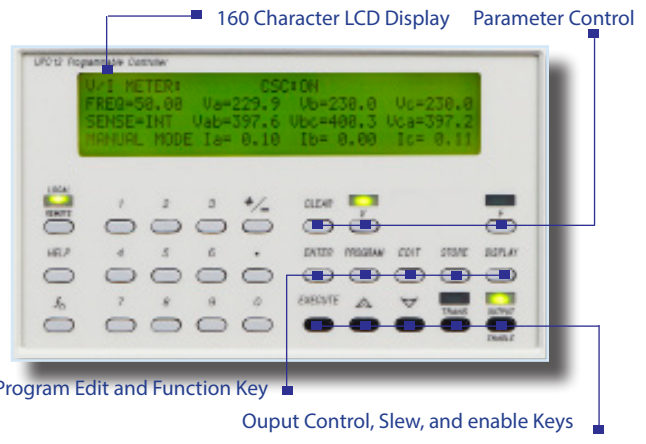 160 Character LCD Display Parameter Control
UPC12 Programmable Controller
V/I METER: CSC:ON
FREQ=50.00 Va=229.9 Vb=230.0 Vc=230.0
SENSE=INT Vab=397.6 Vbc=400.3 Vca=397.2
MANUAL MODE Ia= 0.10 Ib= 0.00 Ic= 0.11
LOCAL
REMOTE 1 2 3 +/- CLEAR V F
HELP 4 5 6 . ENTER PROGRAM EDIT STORE DISPLAY
fn 7 8 9 0 EXECUTE TRANS OUTPUT
ENABLE
Program Edit and Function Key
Ouput Control, Slew, and enable Keys